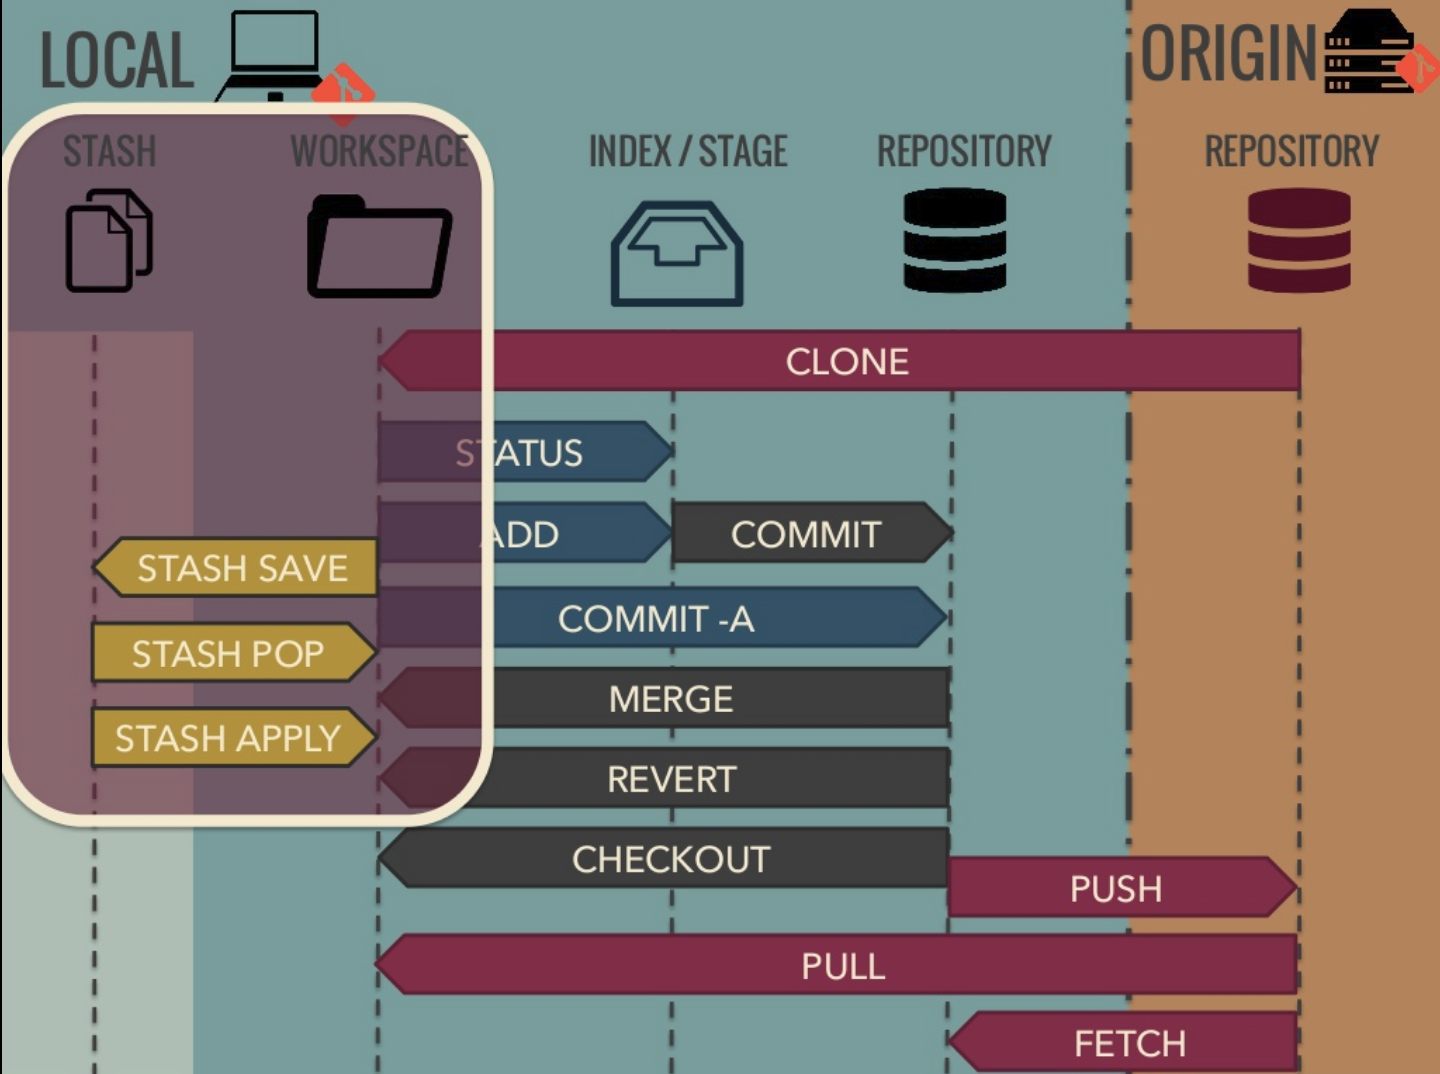 LOCAL
ORIGIN
STASH
WORKSPACE
INDEX / STAGE
REPOSITORY
REPOSITORY
CLONE
STATUS
ADD
COMMIT
STASH SAVE
COMMIT -A
STASH POP
MERGE
STASH APPLY
REVERT
CHECKOUT
PUSH
PULL
FETCH